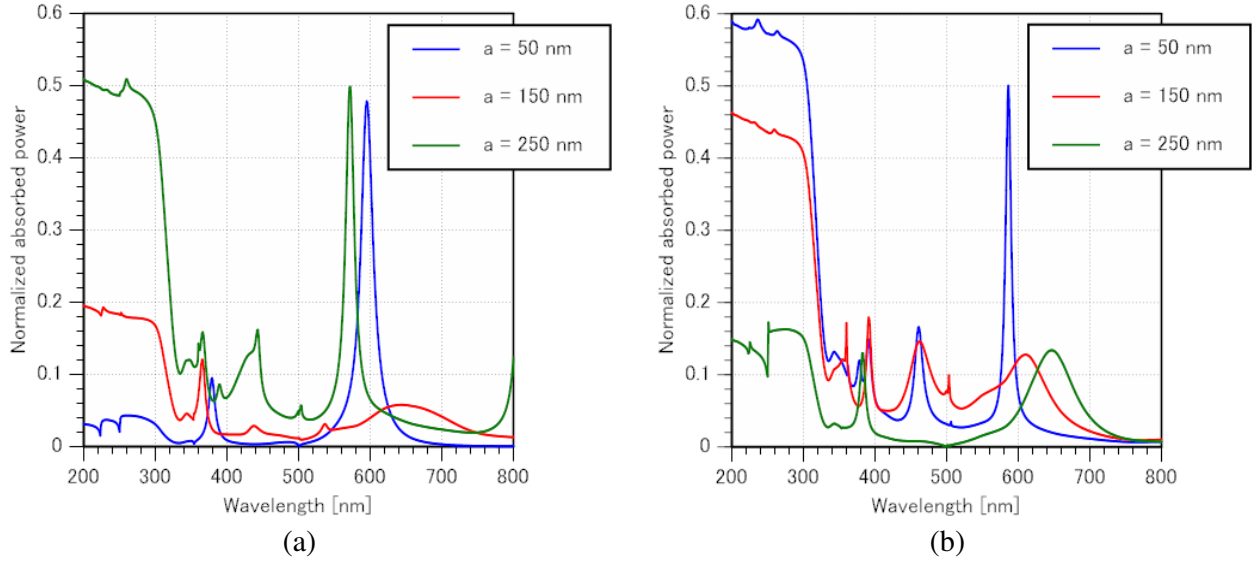 0.6
0.5
0.4
0.3
0.2
0.1
0
Normalized absorbed power
a = 50 nm
a = 150 nm
a = 250 nm
200 300 400 500 600 700 800
Wavelength [nm]
(a)
0.6
0.5
0.4
0.3
0.2
0.1
0
Normalized absorbed power
a = 50 nm
a = 150 nm
a = 250 nm
200 300 400 500 600 700 800
Wavelength [nm]
(b)